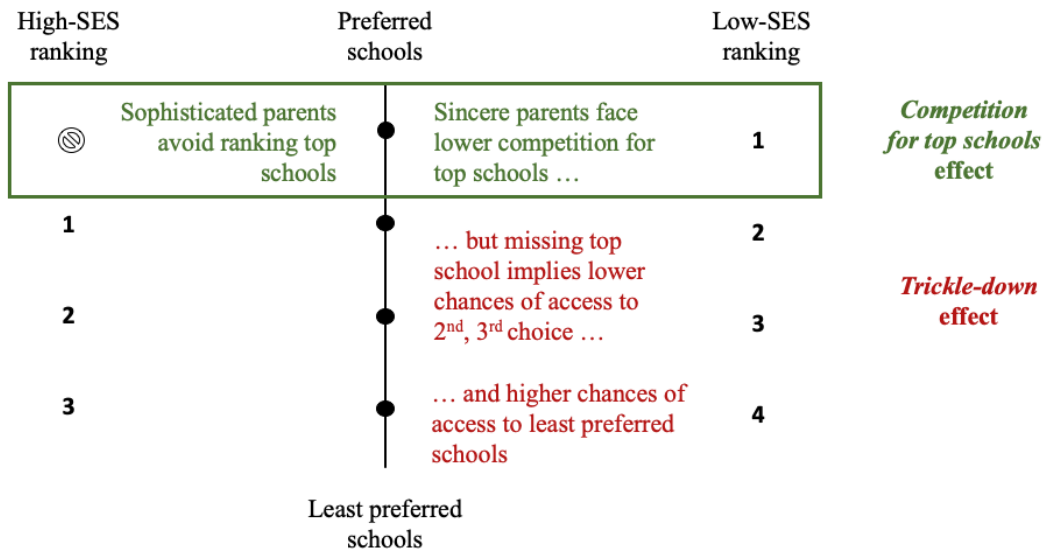 High-SES
ranking
Preferred
schools
Low-SES
ranking
Sophisticated parents
avoid ranking top
schools
Sincere parents face
lower competition for
top schools …
1
Competition
for top schools
effect
1
… but missing top
school implies lower
chances of access to
2nd, 3rd choice …
2
2
3
Trickle-down
effect
3
… and higher chances of
access to least preferred
schools
4
Least preferred
schools